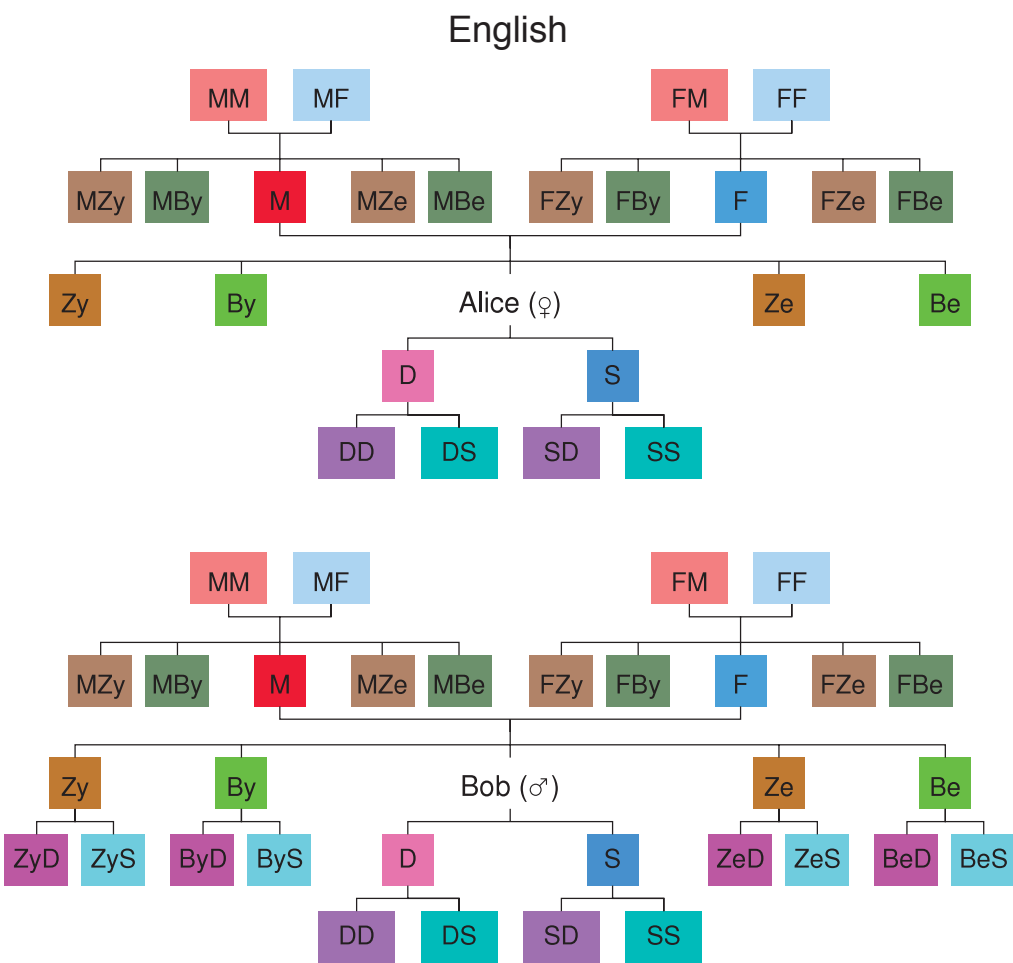 English
MM MF FM FF
MZy MBy M MZe MBe FZy FBy F FZe FBe
Zy By Alice (♀) Ze Be
D S
DD DS SD SS
MM MF FM FF
MZy MBy M MZe MBe FZy FBy F FZe FBe
Zy By Bob (♂) Ze Be
ZyD ZyS ByD ByS D S ZeD ZeS BeD BeS
DD DS SD SS